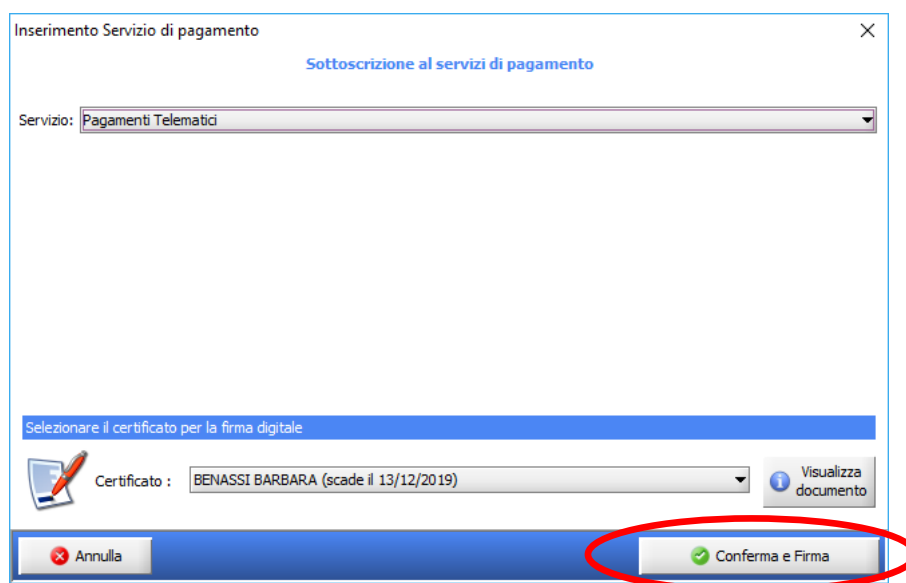 Inserimento Servizio di pagamento
Sottoscrizione al servizi di pagamento
Servizio: Pagamenti Telematici
Selezionare il certificato per la firma digitale
Certificato : BENASSI BARBARA (scade il 13/12/2019)
Visualizza
documento
Annulla
Conferma e Firma